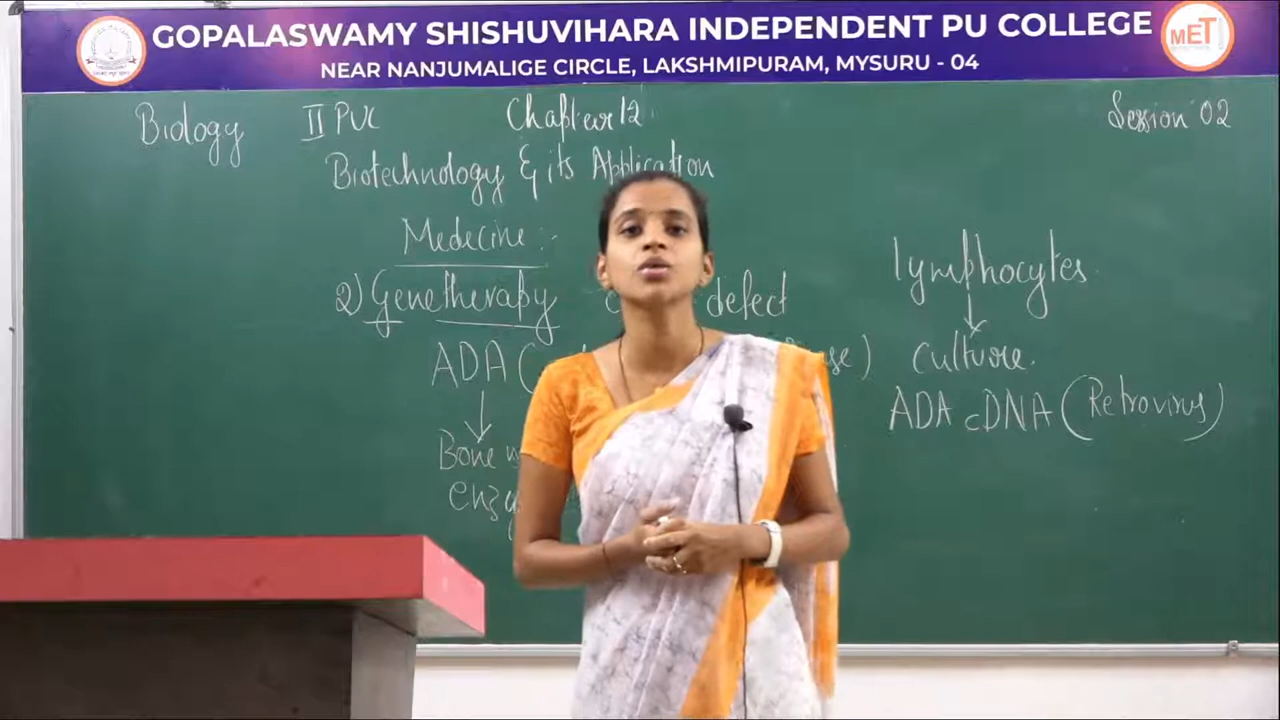 GOPALASWAMY SHISHUVIHARA INDEPENDENT PU COLLEGE
NEAR NANJUMALIGE CIRCLE, LAKSHMIPURAM, MYSURU - 04
MET
Biology II PUC Chapter 12 Session 02
Biotechnology & its Application
Medecine :-
2) Genetherapy defect
ADA (
Bone
lymphocytes
culture.
ADA cDNA (Retrovirus)